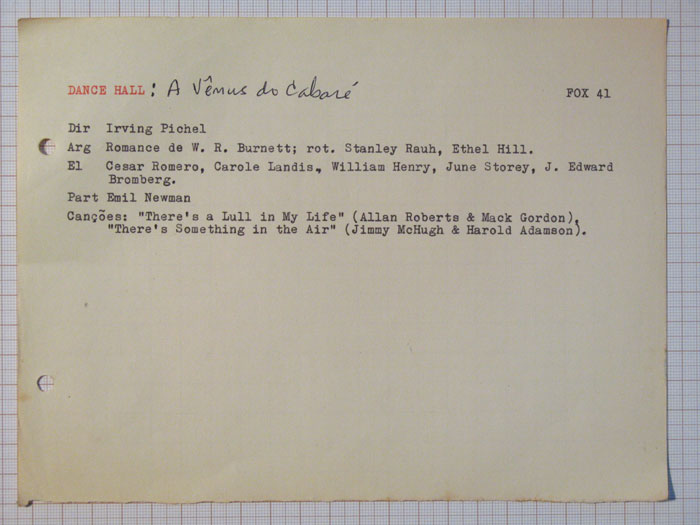 DANCE HALL: A Vênus do Cabaré FOX 41
Dir Irving Pichel
Arg Romance de W. R. Burnett; rot. Stanley Rauh, Ethel Hill.
El Cesar Romero, Carole Landis, William Henry, June Storey, J. Edward
Bromberg.
Part Emil Newman
Canções: "There's a Lull in My Life" (Allan Roberts & Mack Gordon),
"There's Something in the Air" (Jimmy McHugh & Harold Adamson).